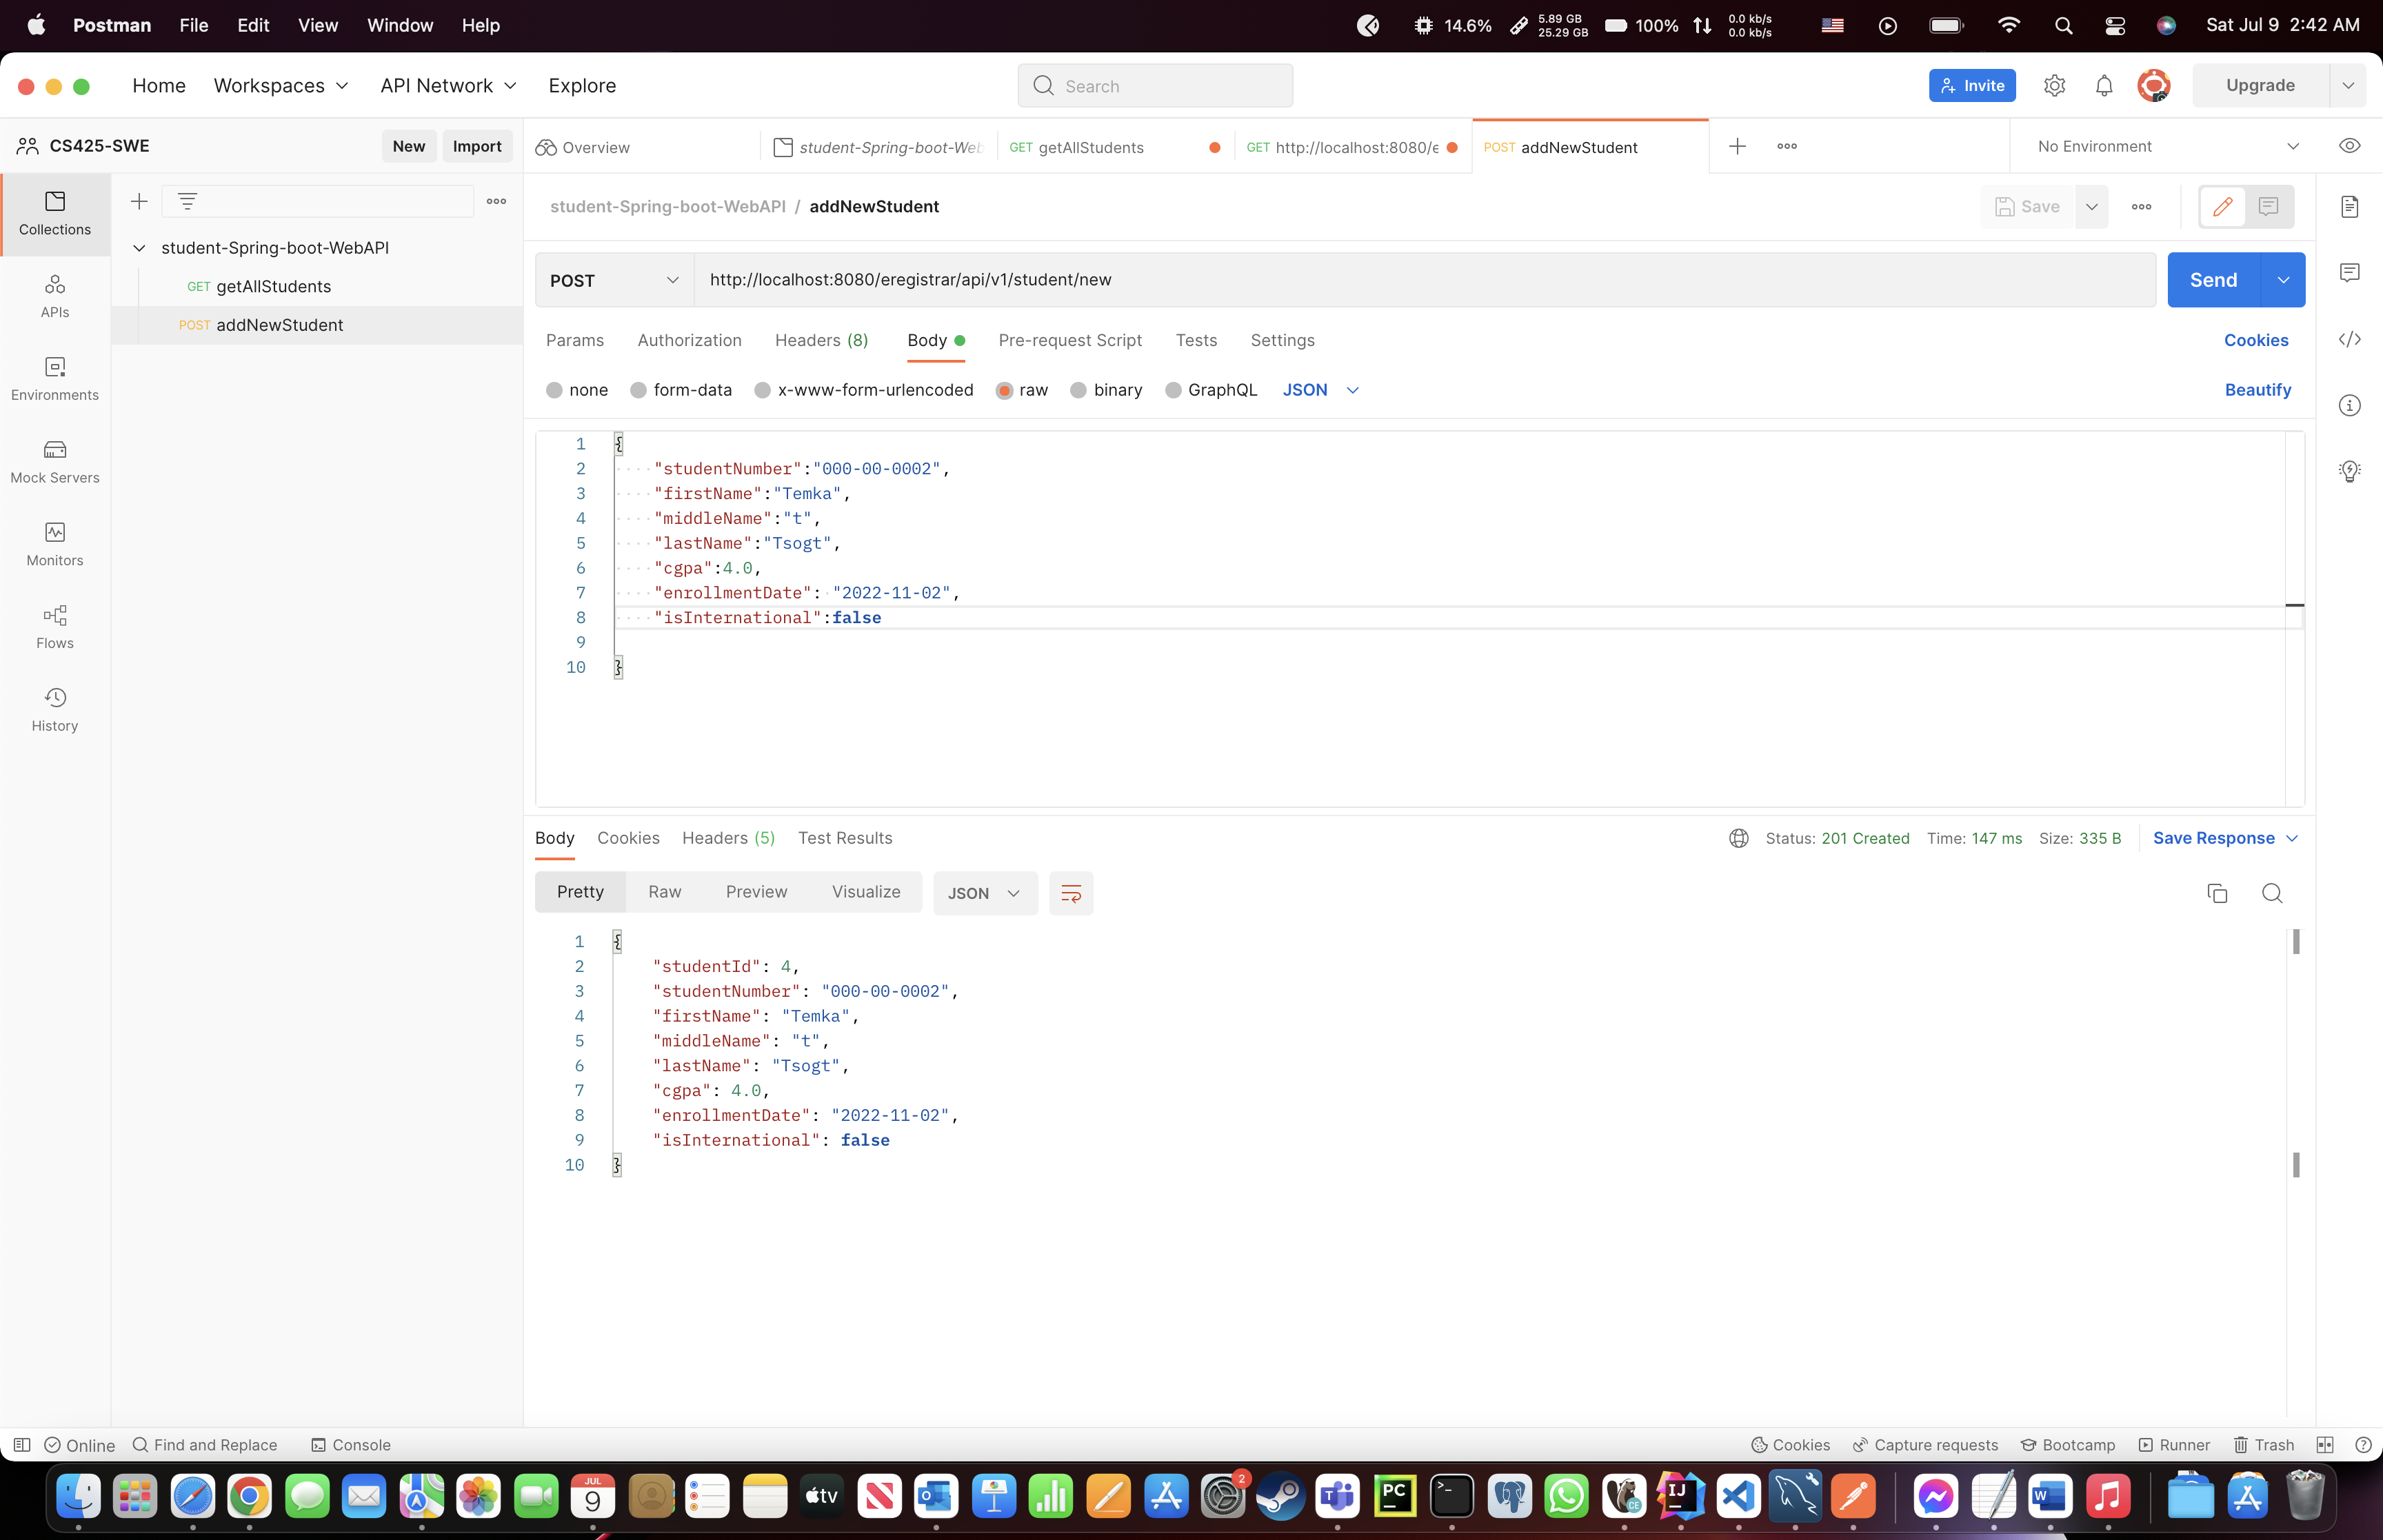 Postman File Edit View Window Help 14.6% 5.89 GB 25.29 GB 100% 0.0 kb/s 0.0 kb/s Sat Jul 9 2:42 AM
Home Workspaces API Network Explore Search Invite Upgrade
CS425-SWE New Import Overview student-Spring-boot-Web GET getAllStudents GET http://localhost:8080/e POST addNewStudent No Environment
Collections
APIs
Environments
Mock Servers
Monitors
Flows
History
student-Spring-boot-WebAPI
GET getAllStudents
POST addNewStudent
student-Spring-boot-WebAPI / addNewStudent Save
POST http://localhost:8080/eregistrar/api/v1/student/new Send
Params Authorization Headers (8) Body Pre-request Script Tests Settings Cookies
none form-data x-www-form-urlencoded raw binary GraphQL JSON Beautify
1 {
2 "studentNumber":"000-00-0002",
3 "firstName":"Temka",
4 "middleName":"t",
5 "lastName":"Tsogt",
6 "cgpa":4.0,
7 "enrollmentDate": "2022-11-02",
8 "isInternational":false
9
10 }
Body Cookies Headers (5) Test Results Status: 201 Created Time: 147 ms Size: 335 B Save Response
Pretty Raw Preview Visualize JSON
1 {
2 "studentId": 4,
3 "studentNumber": "000-00-0002",
4 "firstName": "Temka",
5 "middleName": "t",
6 "lastName": "Tsogt",
7 "cgpa": 4.0,
8 "enrollmentDate": "2022-11-02",
9 "isInternational": false
10 }
Online Find and Replace Console Cookies Capture requests Bootcamp Runner Trash
JUL 9 tv 2 PC CE IJ W